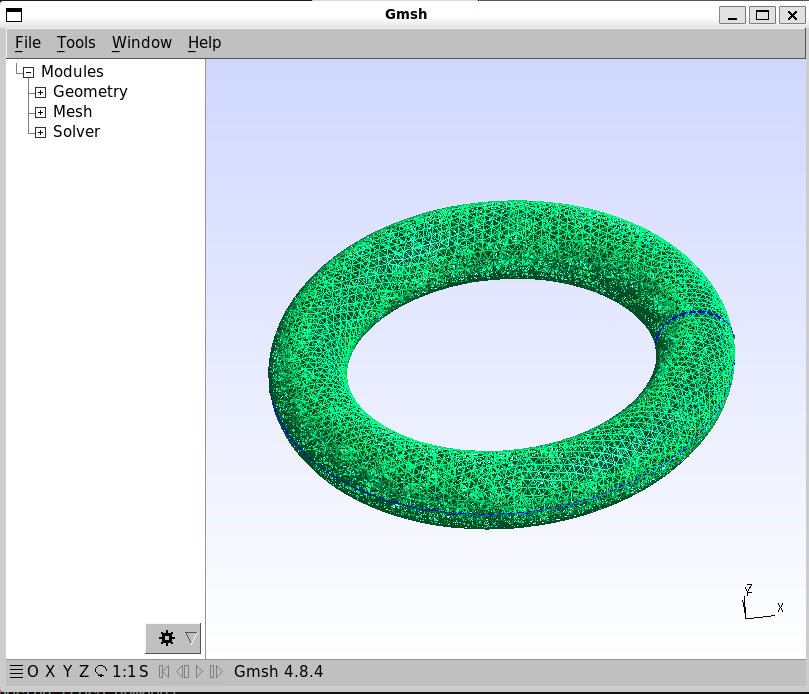 Gmsh
File Tools Window Help
Modules
Geometry
Mesh
Solver
Z
Y
X
O X Y Z 1:1 S Gmsh 4.8.4